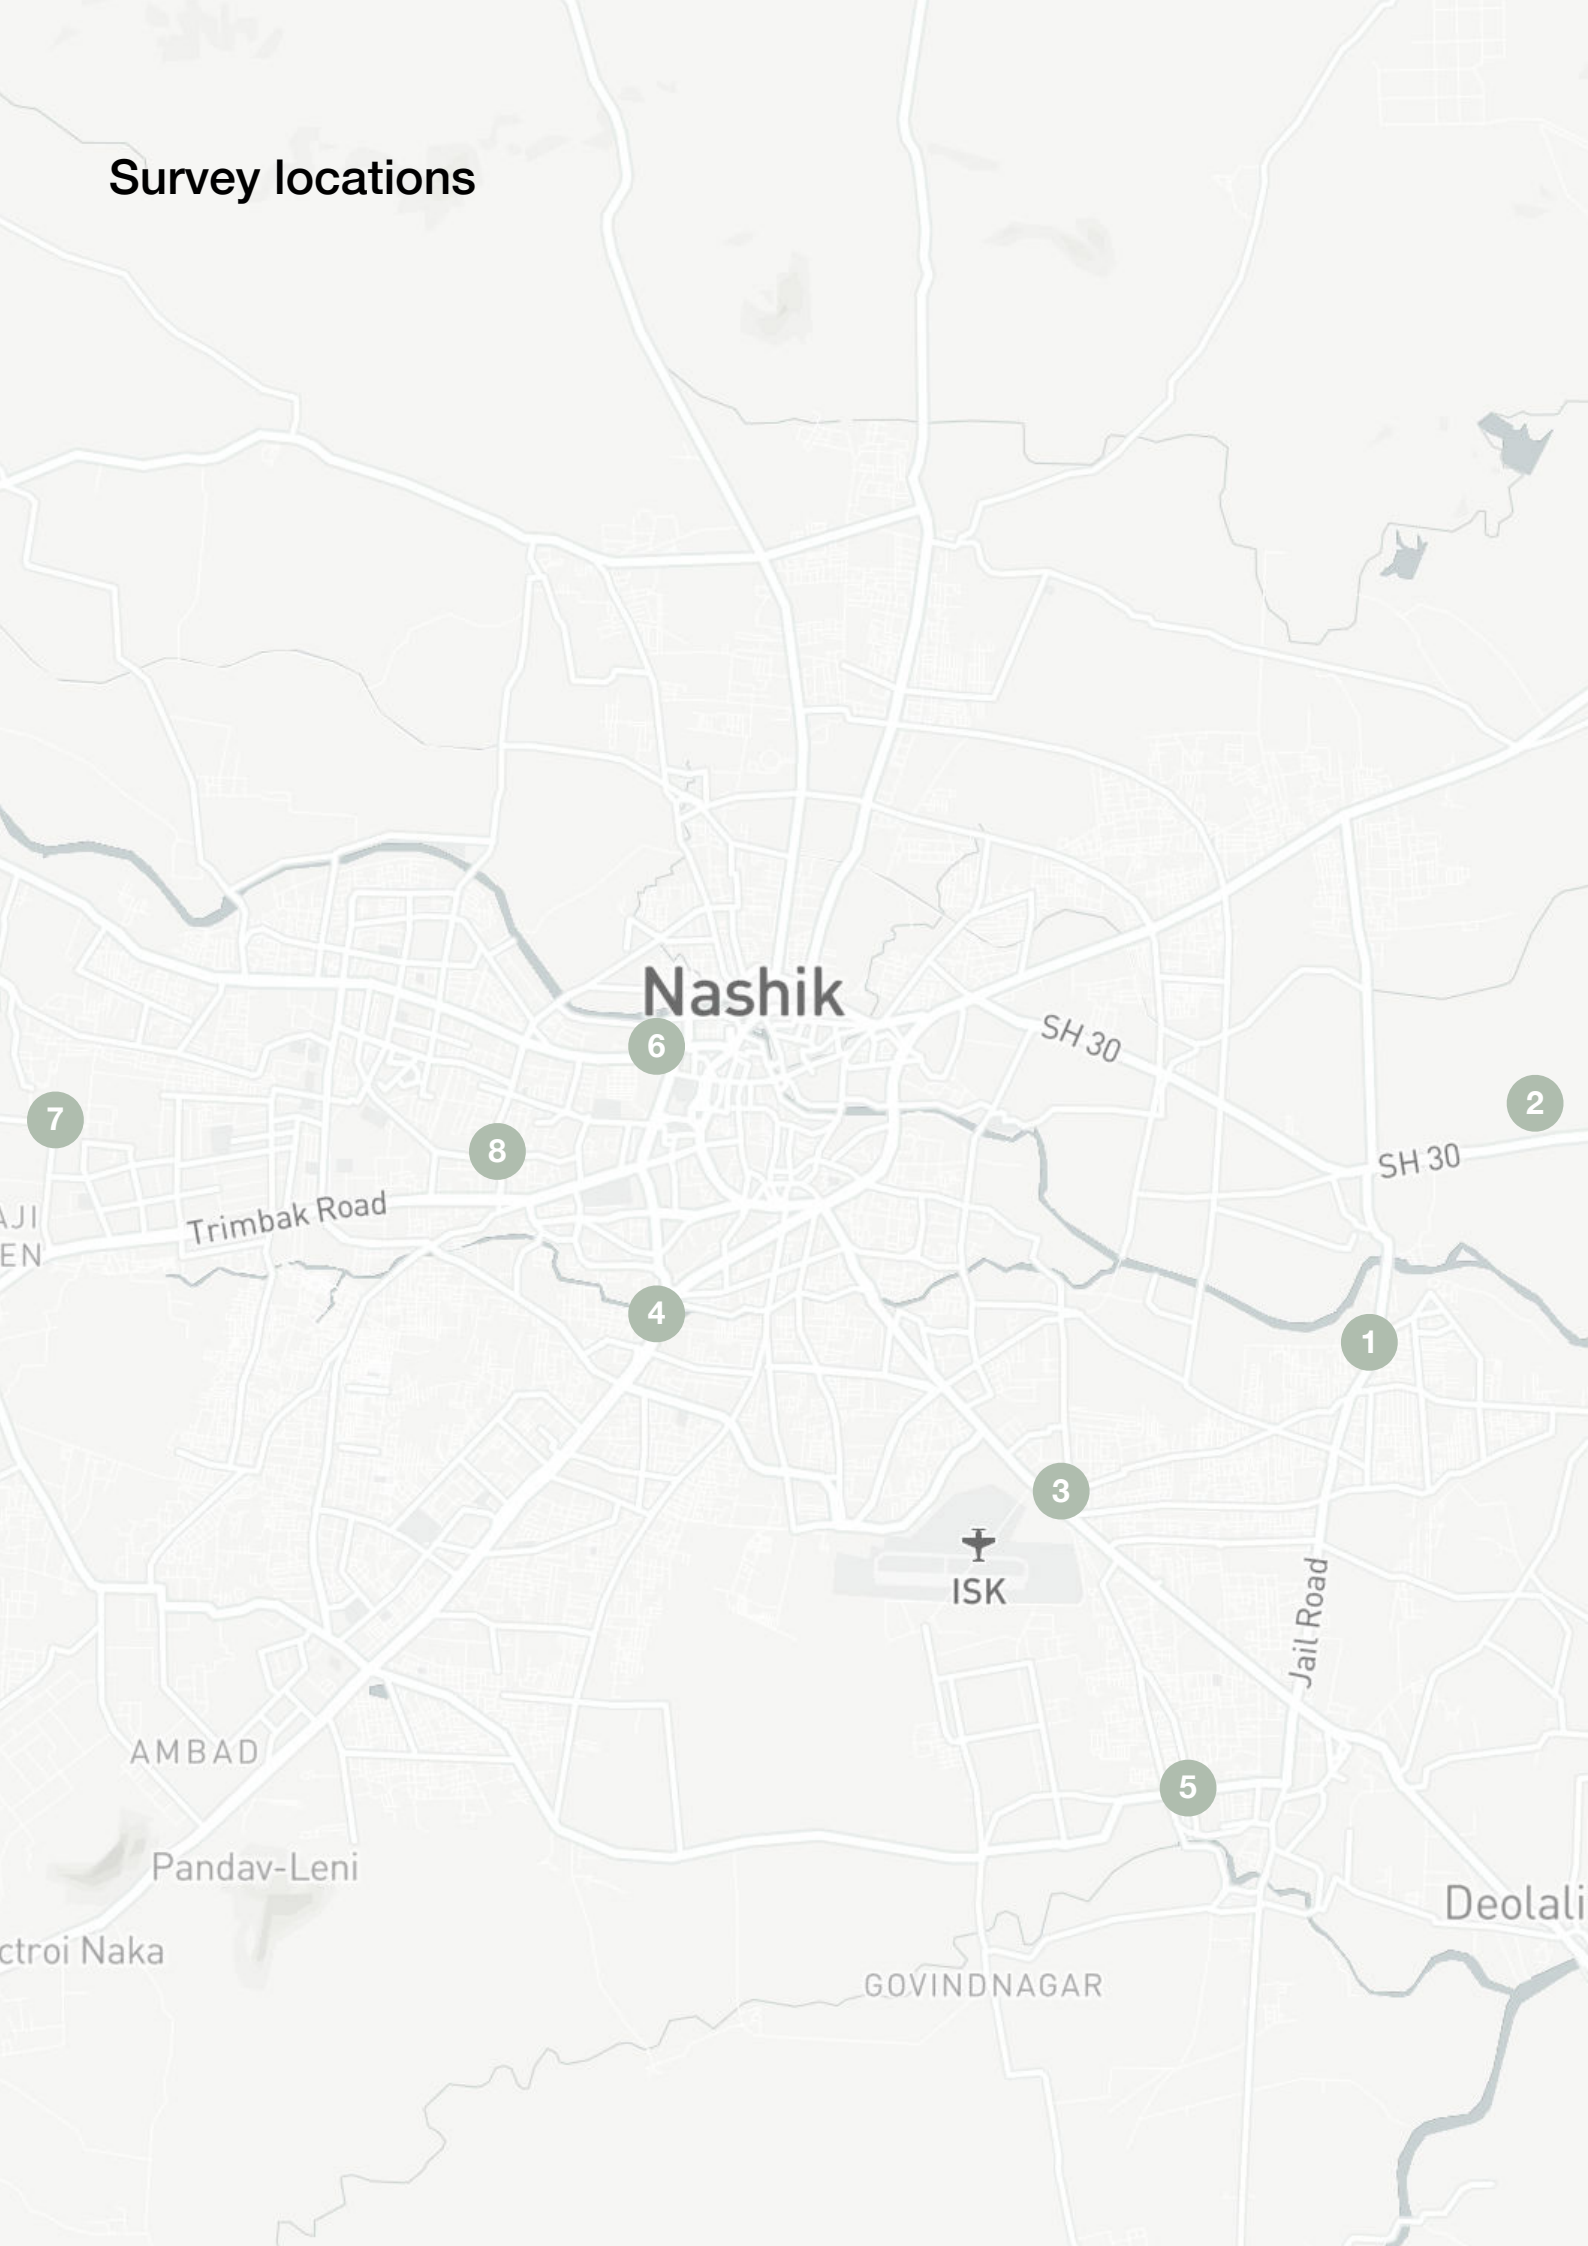 Survey locations
Nashik
SH 30
6
2
7
8
SH 30
Trimbak Road
AJI
EN
4
1
3
ISK
Jail Road
AMBAD
5
Pandav-Leni
Deolali
ctroi Naka
GOVINDNAGAR